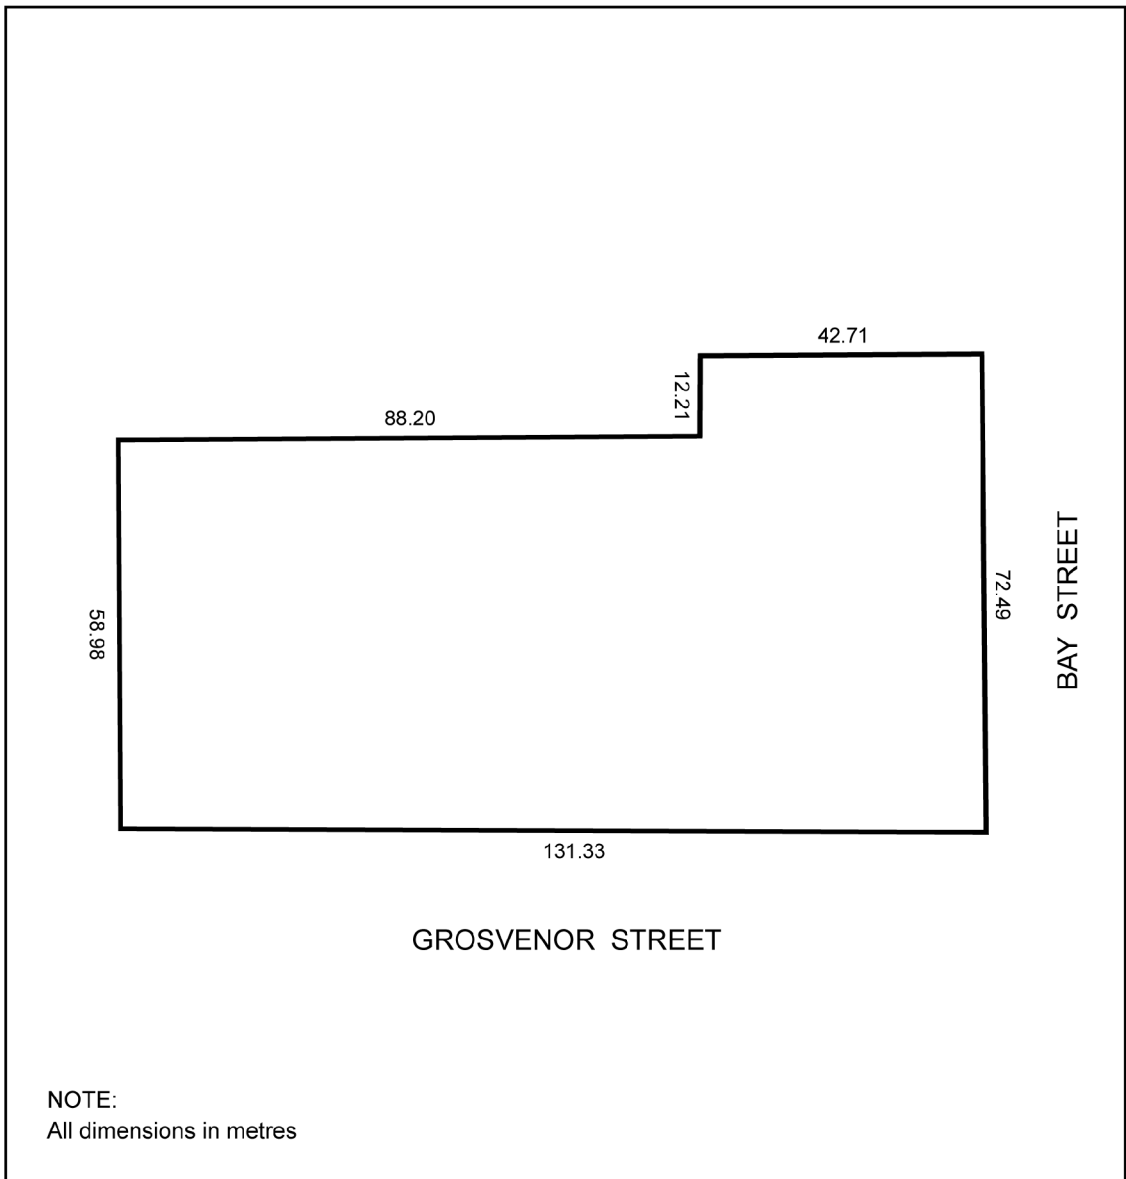 42.71
12.21
88.20
58.98
72.49
BAY STREET
131.33
GROSVENOR STREET
NOTE:
All dimensions in metres